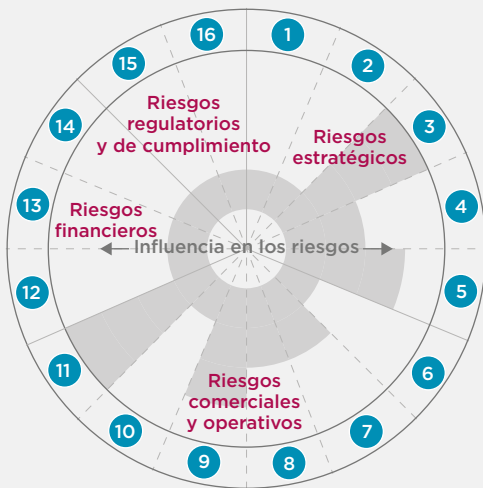 16
1
15
2
Riesgos
regulatorios
y de cumplimiento
Riesgos
estratégicos
14
3
13
4
Riesgos
financieros
Influencia en los riesgos
12
5
11
6
Riesgos
comerciales
y operativos
10
7
9
8